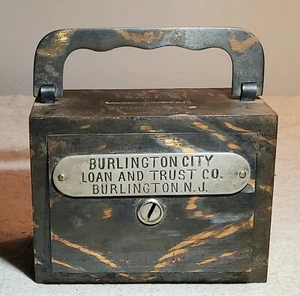 BURLINGTON CITY
LOAN AND TRUST CO.
BURLINGTON.N.J.